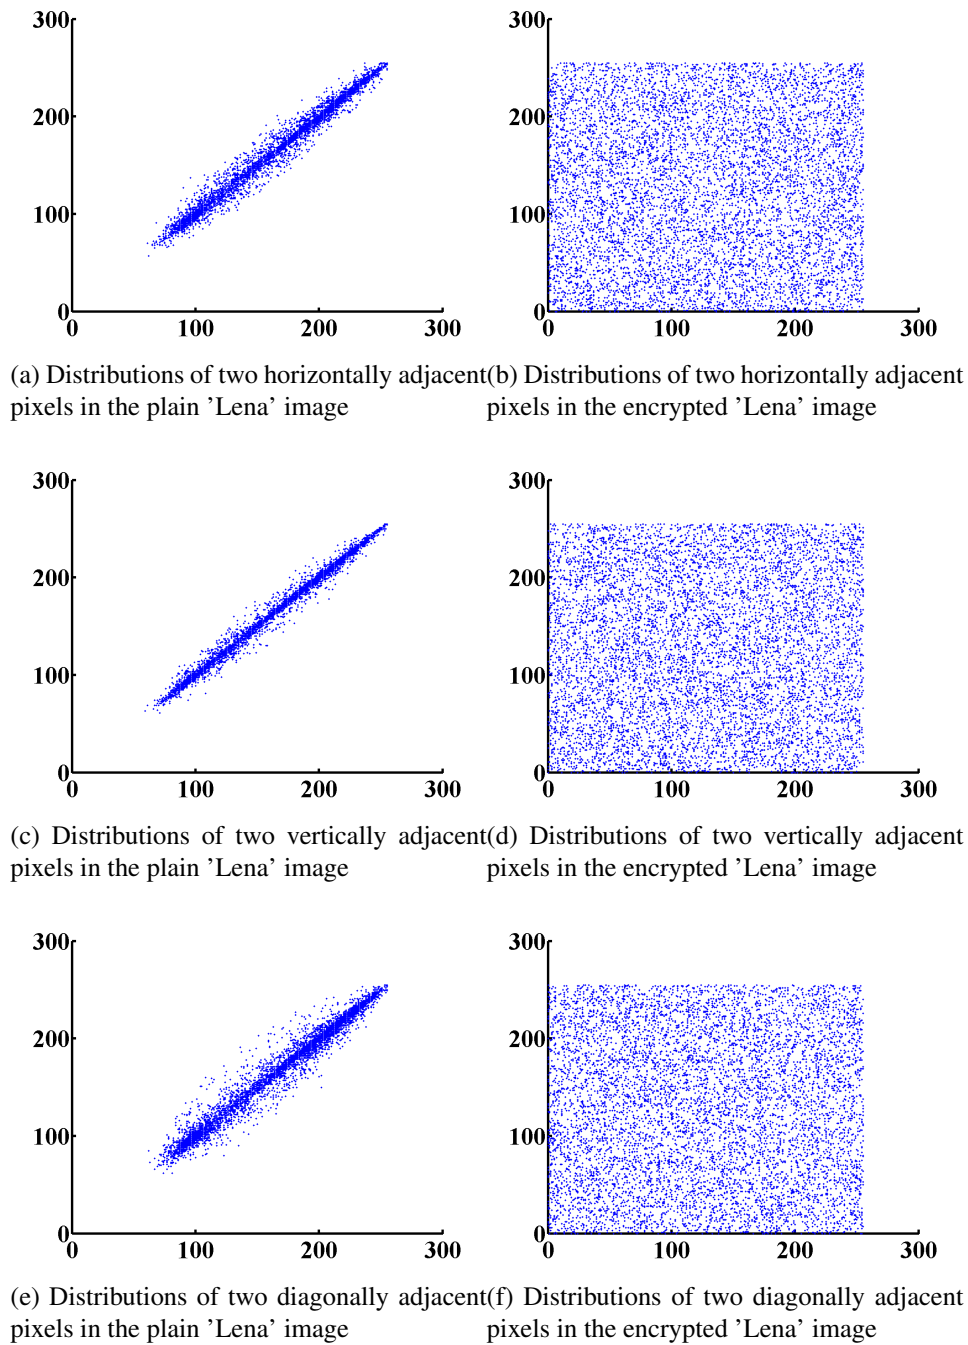 300
200
100
0
0 100 200 300
(a) Distributions of two horizontally adjacent
pixels in the plain ’Lena’ image
300
200
100
0
0 100 200 300
(b) Distributions of two horizontally adjacent
pixels in the encrypted ’Lena’ image
300
200
100
0
0 100 200 300
(c) Distributions of two vertically adjacent
pixels in the plain ’Lena’ image
300
200
100
0
0 100 200 300
(d) Distributions of two vertically adjacent
pixels in the encrypted ’Lena’ image
300
200
100
0
0 100 200 300
(e) Distributions of two diagonally adjacent
pixels in the plain ’Lena’ image
300
200
100
0
0 100 200 300
(f) Distributions of two diagonally adjacent
pixels in the encrypted ’Lena’ image